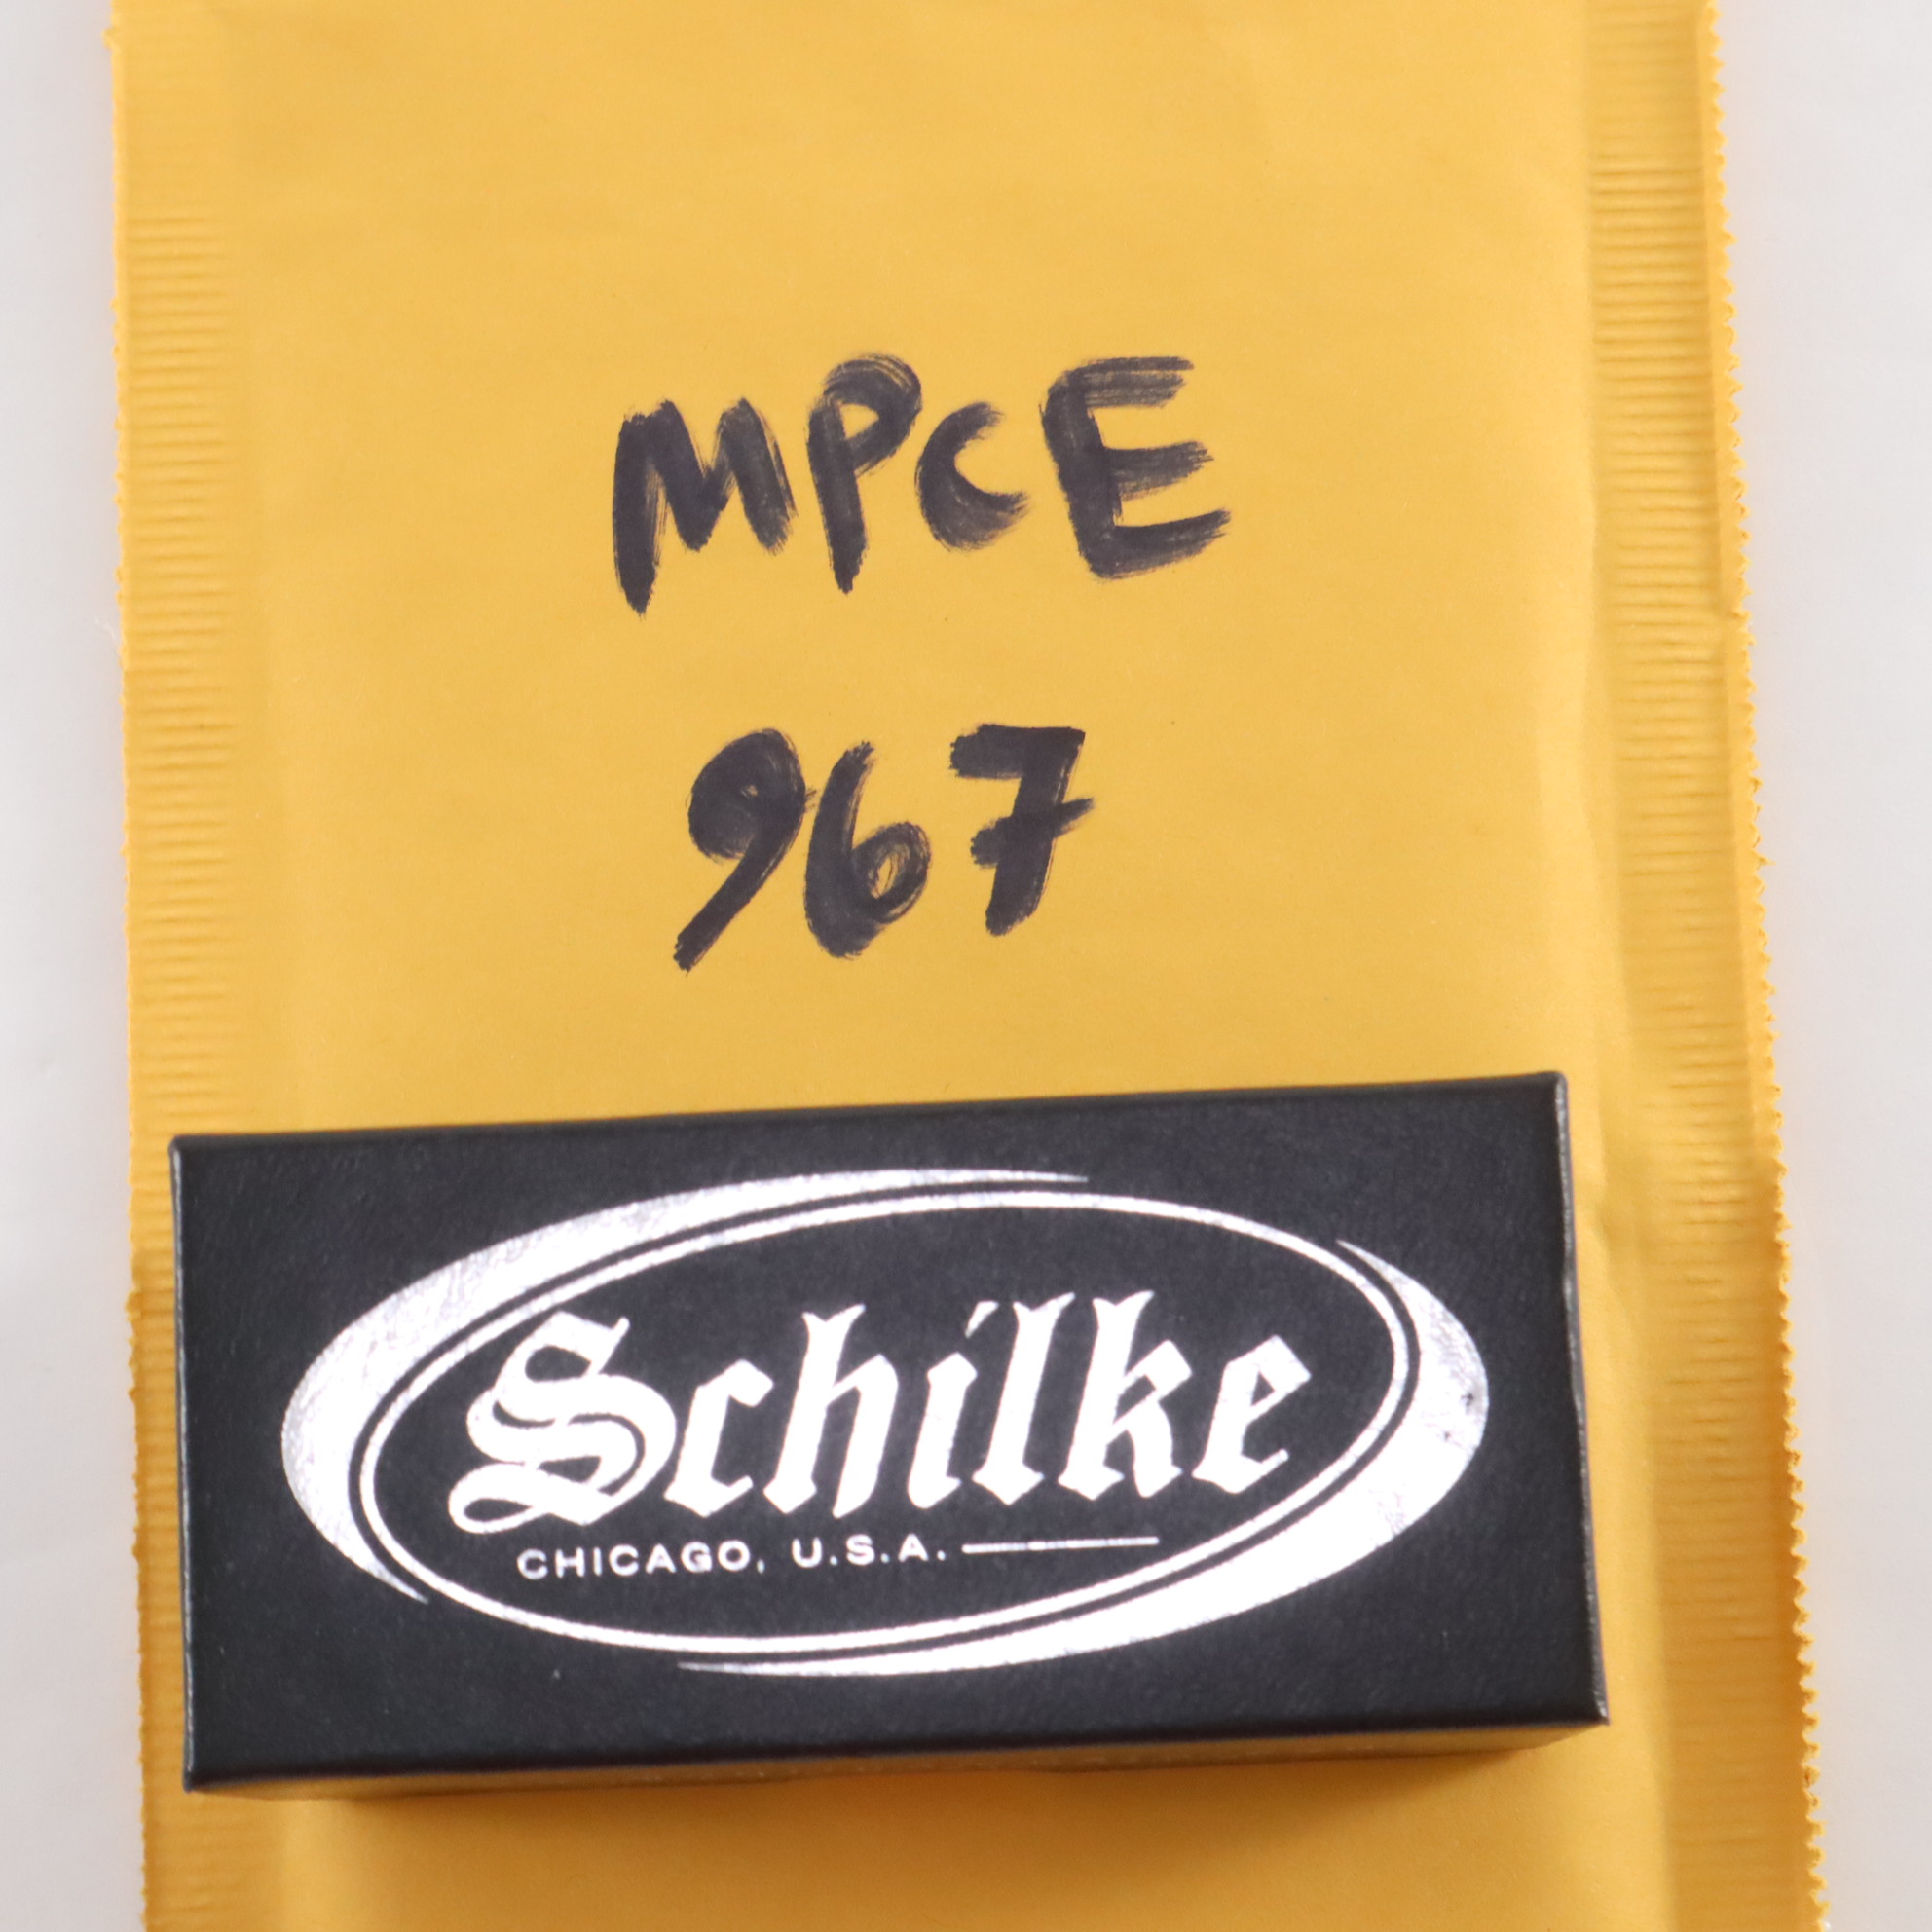 MPCE
967
Schilke
CHICAGO, U.S.A.